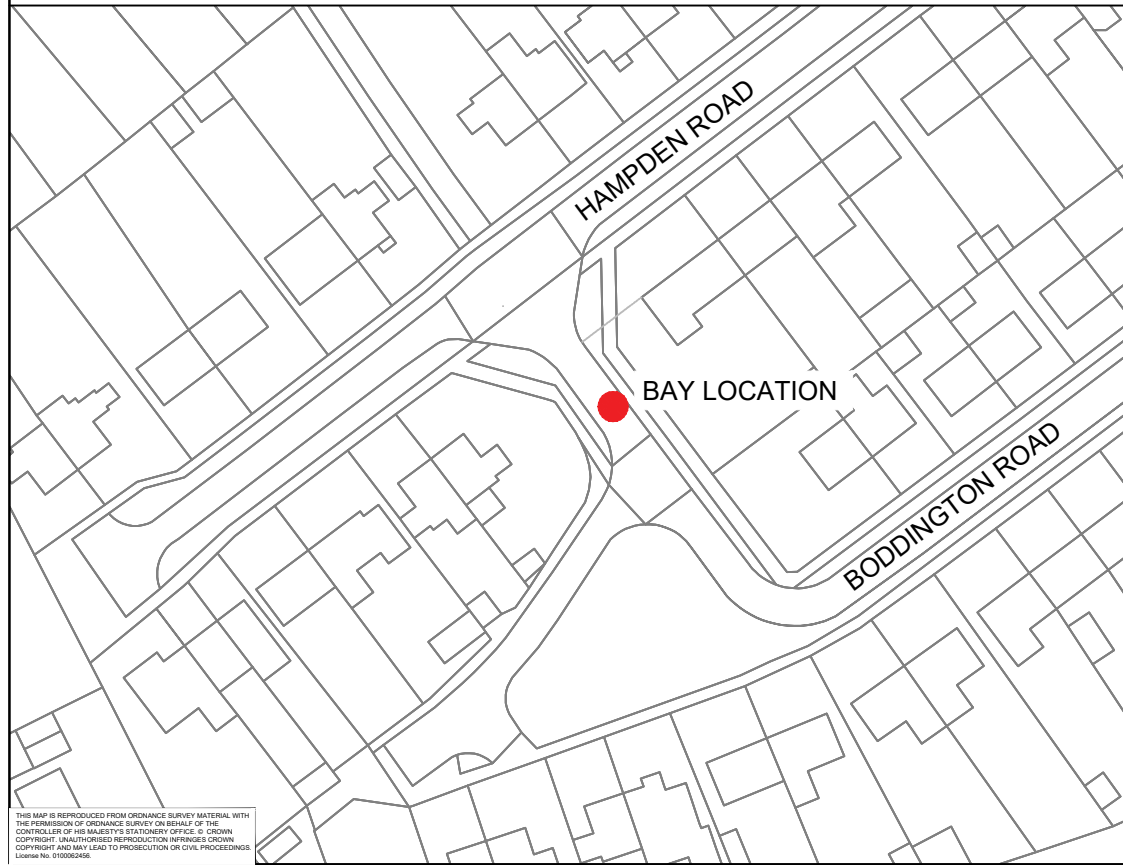 HAMPDEN ROAD
BAY LOCATION
BODDINGTON ROAD
THIS MAP IS REPRODUCED FROM ORDNANCE SURVEY MATERIAL WITH
THE PERMISSION OF ORDNANCE SURVEY ON BEHALF OF THE
CONTROLLER OF HIS MAJESTY'S STATIONERY OFFICE. © CROWN
COPYRIGHT. UNAUTHORISED REPRODUCTION INFRINGES CROWN
COPYRIGHT AND MAY LEAD TO PROSECUTION OR CIVIL PROCEEDINGS.
License No. 0100062456.